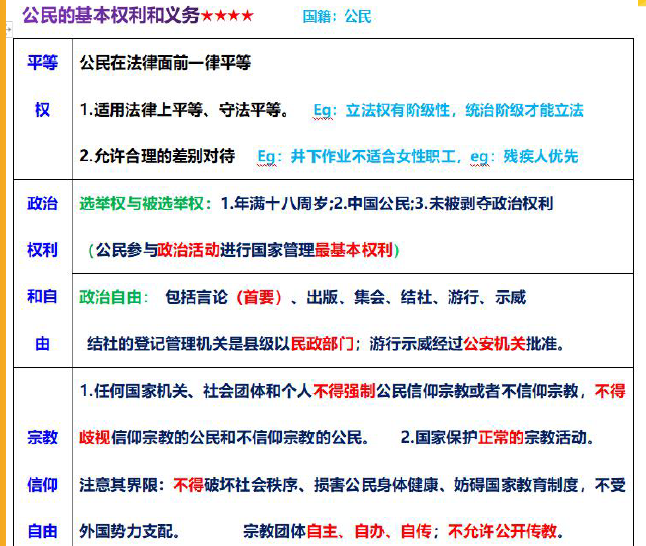 公民的基本权利和义务★★★★ 国籍：公民
平等权
公民在法律面前一律平等
1.适用法律上平等、守法平等。 Eg：立法权有阶级性，统治阶级才能立法
2.允许合理的差别对待 Eg：井下作业不适合女性职工，eg：残疾人优先
政治权利和自由
选举权与被选举权：1.年满十八周岁;2.中国公民;3.未被剥夺政治权利
（公民参与政治活动进行国家管理最基本权利）
政治自由： 包括言论（首要）、出版、集会、结社、游行、示威
结社的登记管理机关是县级以民政部门；游行示威经过公安机关批准。
宗教信仰自由
1.任何国家机关、社会团体和个人不得强制公民信仰宗教或者不信仰宗教，不得
歧视信仰宗教的公民和不信仰宗教的公民。 2.国家保护正常的宗教活动。
注意其界限：不得破坏社会秩序、损害公民身体健康、妨碍国家教育制度，不受
外国势力支配。 宗教团体自主、自办、自传；不允许公开传教。